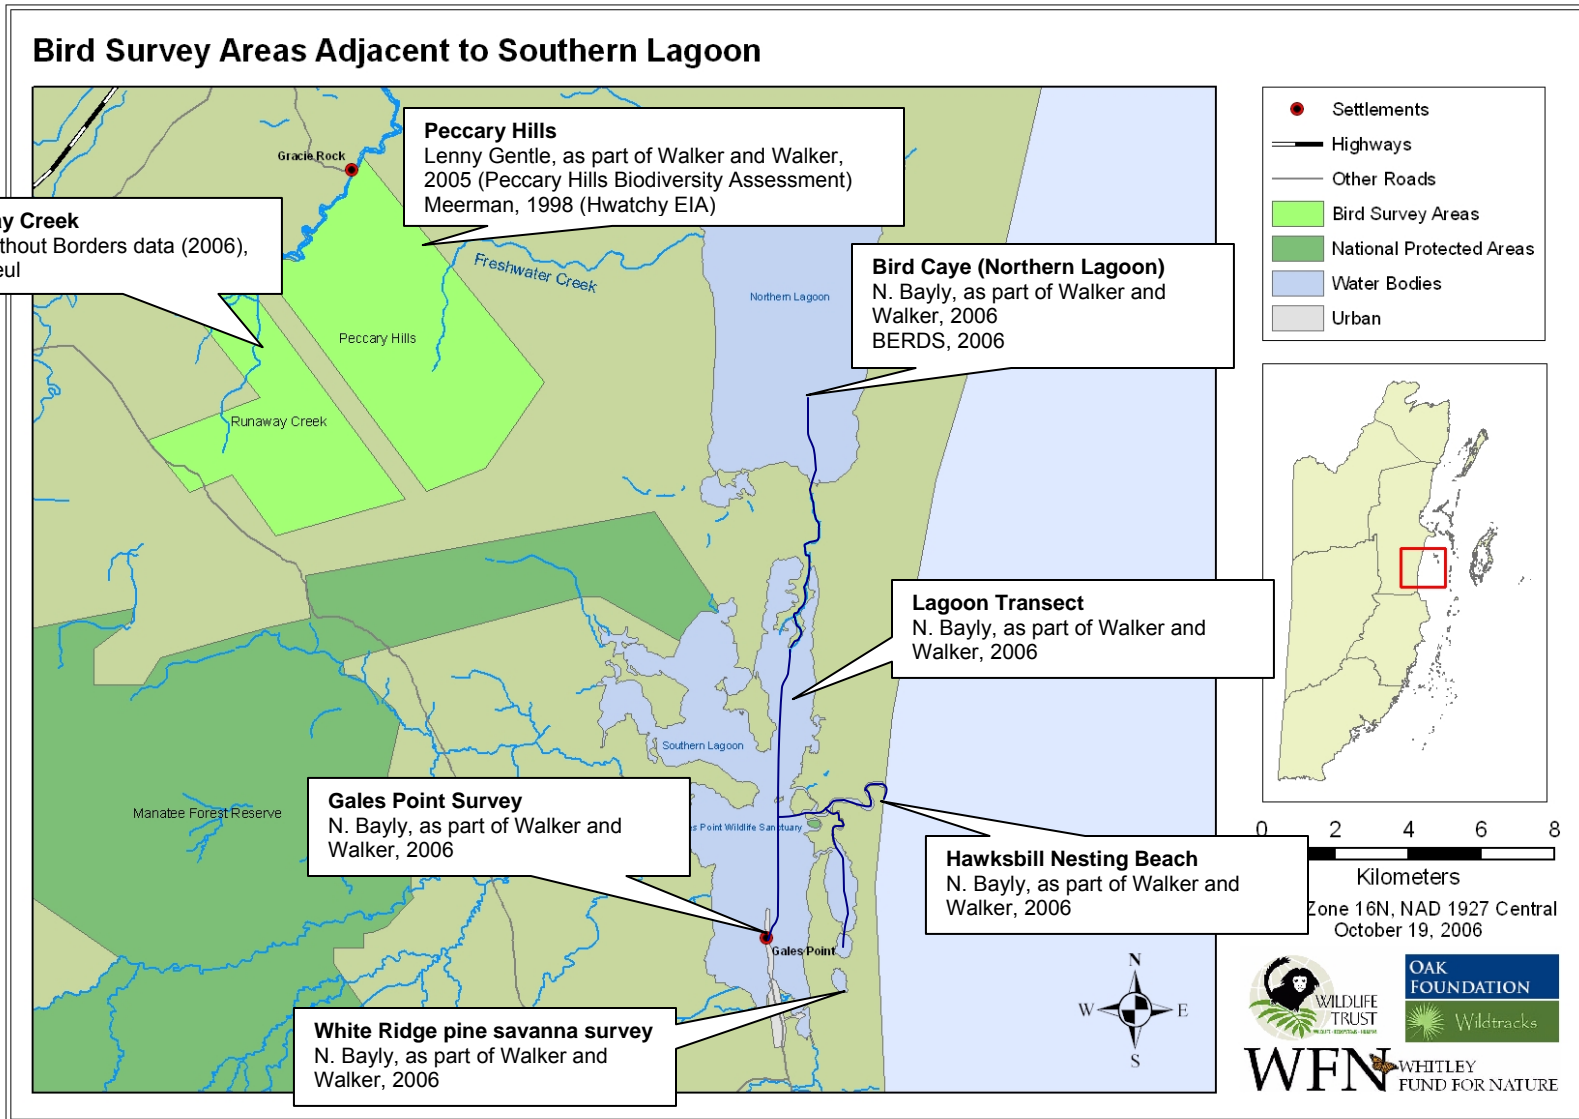 Bird Survey Areas Adjacent to Southern Lagoon
Settlements
Highways
Other Roads
Bird Survey Areas
National Protected Areas
Water Bodies
Urban
Gracie Rock
Peccary Hills
Lenny Gentle, as part of Walker and Walker,
2005 (Peccary Hills Biodiversity Assessment)
Meerman, 1998 (Hwatchy EIA)
ay Creek
thout Borders data (2006),
eul
Freshwater Creek
Northern Lagoon
Bird Caye (Northern Lagoon)
N. Bayly, as part of Walker and
Walker, 2006
BERDS, 2006
Peccary Hills
Runaway Creek
Lagoon Transect
N. Bayly, as part of Walker and
Walker, 2006
Southern Lagoon
Manatee Forest Reserve
Gales Point Survey
N. Bayly, as part of Walker and
Walker, 2006
es Point Wildlife Sanctuary
Hawksbill Nesting Beach
N. Bayly, as part of Walker and
Walker, 2006
Gales Point
White Ridge pine savanna survey
N. Bayly, as part of Walker and
Walker, 2006
N
W E
S
0 2 4 6 8
Kilometers
Zone 16N, NAD 1927 Central
October 19, 2006
WILDLIFE
TRUST
OAK
FOUNDATION
Wildtracks
WFN WHITLEY
FUND FOR NATURE